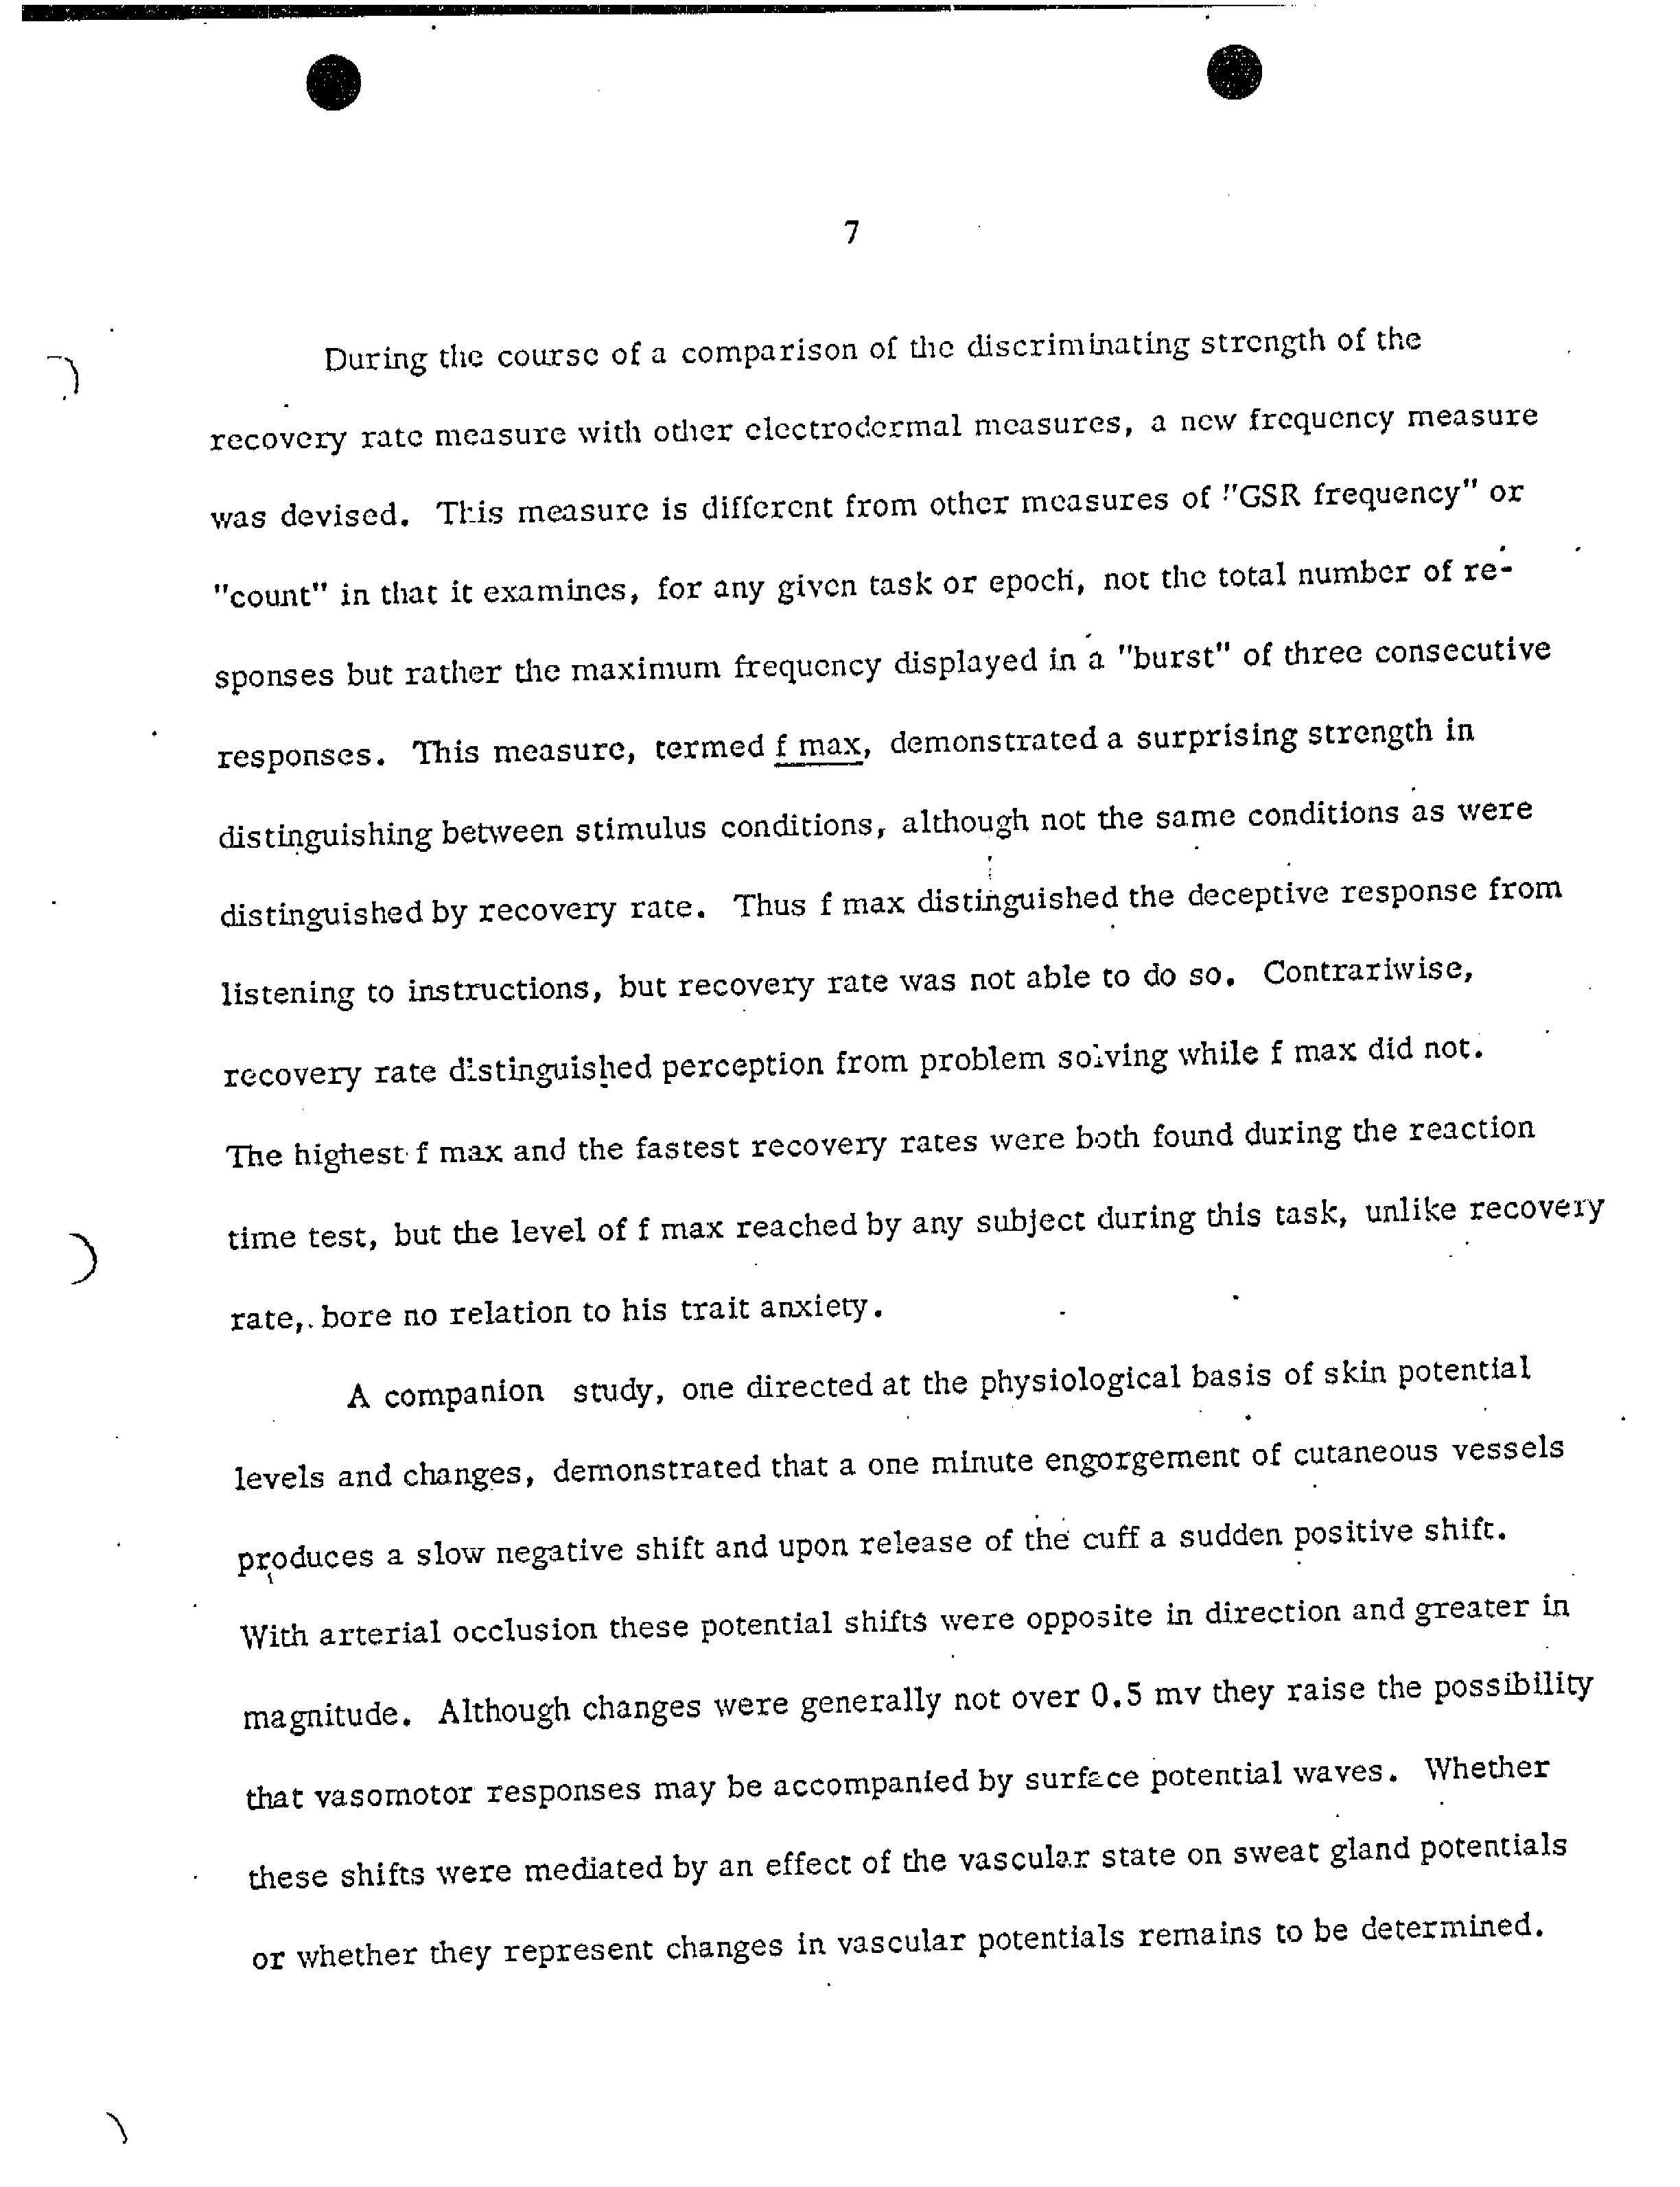 7
During the course of a comparison of the discriminating strength of the
recovery rate measure with other electrodermal measures, a new frequency measure
was devised. This measure is different from other measures of "GSR frequency" or
"count" in that it examines, for any given task or epoch, not the total number of re-
sponses but rather the maximum frequency displayed in a "burst" of three consecutive
responses. This measure, termed f max, demonstrated a surprising strength in
distinguishing between stimulus conditions, although not the same conditions as were
distinguished by recovery rate. Thus f max distinguished the deceptive response from
listening to instructions, but recovery rate was not able to do so. Contrariwise,
recovery rate distinguished perception from problem solving while f max did not.
The highest f max and the fastest recovery rates were both found during the reaction
time test, but the level of f max reached by any subject during this task, unlike recovery
rate, bore no relation to his trait anxiety.
A companion study, one directed at the physiological basis of skin potential
levels and changes, demonstrated that a one minute engorgement of cutaneous vessels
produces a slow negative shift and upon release of the cuff a sudden positive shift.
With arterial occlusion these potential shifts were opposite in direction and greater in
magnitude. Although changes were generally not over 0.5 mv they raise the possibility
that vasomotor responses may be accompanied by surface potential waves. Whether
these shifts were mediated by an effect of the vascular state on sweat gland potentials
or whether they represent changes in vascular potentials remains to be determined.